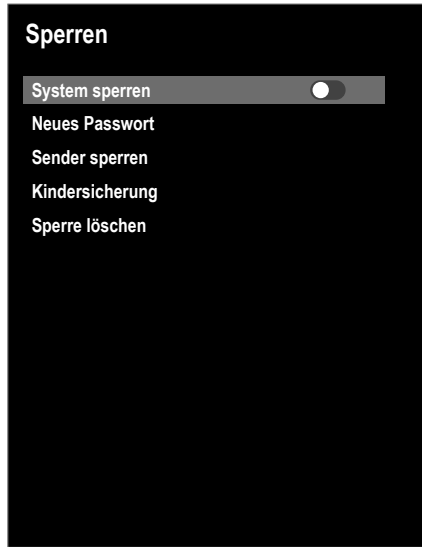 Sperren
System sperren
Neues Passwort
Sender sperren
Kindersicherung
Sperre löschen